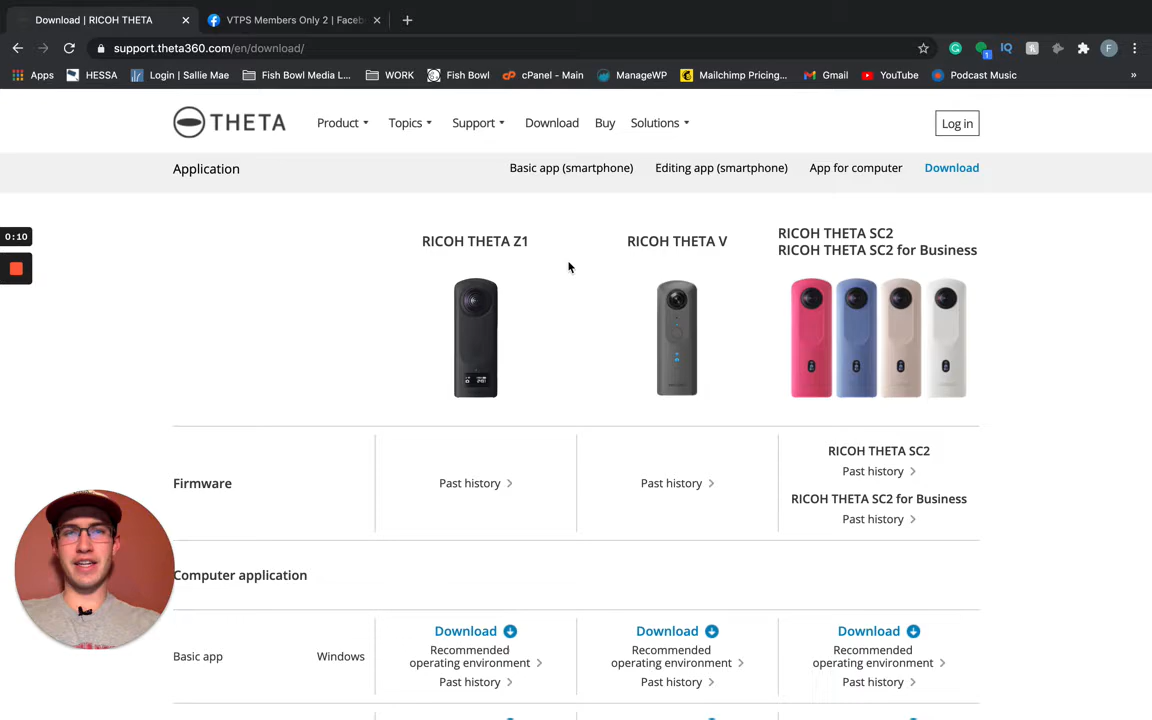 Download | RICOH THETA
VTPS Members Only 2 | Faceb
support.theta360.com/en/download/
IQ
1
F
Apps
HESSA
Login | Sallie Mae
Fish Bowl Media L...
WORK
Fish Bowl
cPanel - Main
ManageWP
Mailchimp Pricing...
Gmail
YouTube
Podcast Music
»
THETA
Product
Topics
Support
Download
Buy
Solutions
Log in
Application
Basic app (smartphone)
Editing app (smartphone)
App for computer
Download
0:10
RICOH THETA Z1
RICOH THETA V
RICOH THETA SC2
RICOH THETA SC2 for Business
Firmware
Past history
Past history
RICOH THETA SC2
Past history
RICOH THETA SC2 for Business
Past history
Computer application
Basic app
Windows
Download
Recommended
operating environment
Past history
Download
Recommended
operating environment
Past history
Download
Recommended
operating environment
Past history